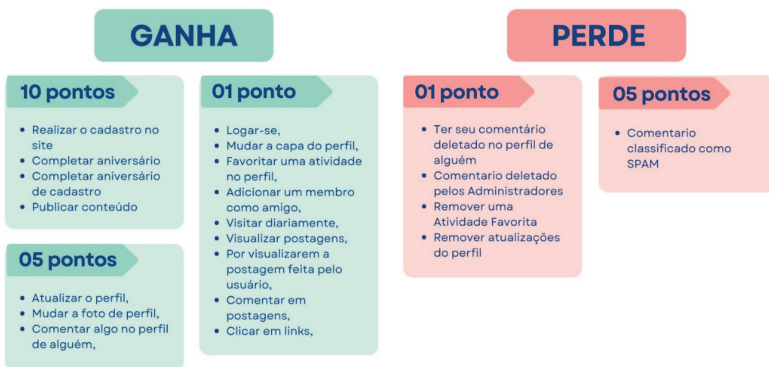 GANHA
10 pontos
• Realizar o cadastro no
site
• Completar aniversário
• Completar aniversário
de cadastro
• Publicar conteúdo
05 pontos
• Atualizar o perfil,
• Mudar a foto de perfil,
• Comentar algo no perfil
de alguém,
01 ponto
• Logar-se,
• Mudar a capa do perfil,
• Favoritar uma atividade
no perfil,
• Adicionar um membro
como amigo,
• Visitar diariamente,
• Visualizar postagens,
• Por visualizarem a
postagem feita pelo
usuário,
• Comentar em
postagens,
• Clicar em links,
PERDE
01 ponto
• Ter seu comentário
deletado no perfil de
alguém
• Comentario deletado
pelos Administradores
• Remover uma
Atividade Favorita
• Remover atualizações
do perfil
05 pontos
• Comentario
classificado como
SPAM